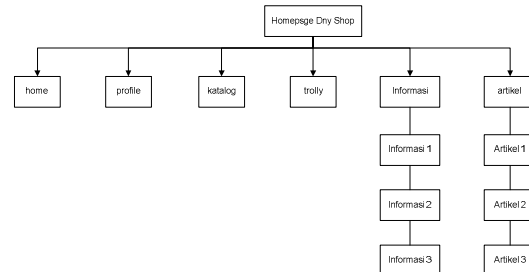 Homepsge Dny Shop
home
profile
katalog
trolly
Informasi
artikel
Informasi 1
Artikel 1
Informasi 2
Artikel 2
Informasi 3
Artikel 3